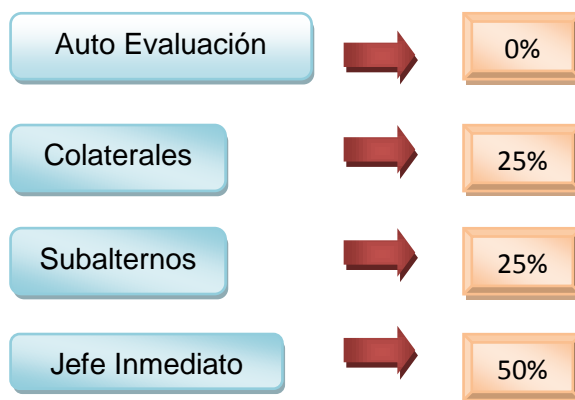 Auto Evaluación 0%
Colaterales 25%
Subalternos 25%
Jefe Inmediato 50%